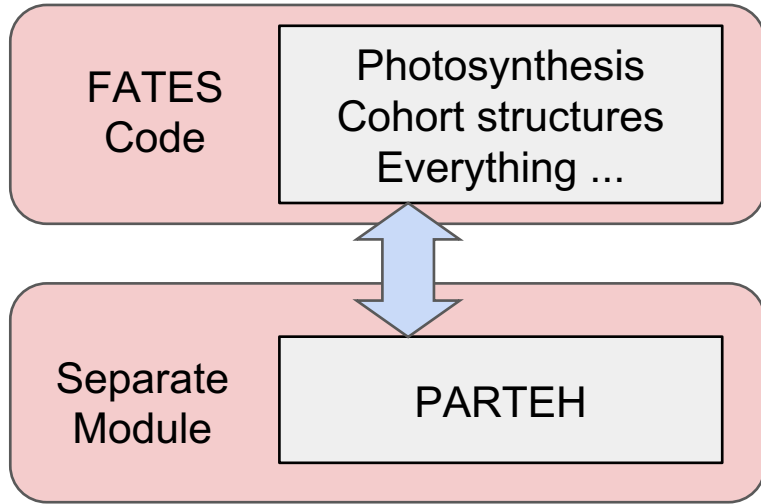 FATES
Code
Photosynthesis
Cohort structures
Everything ...
Separate
Module
PARTEH